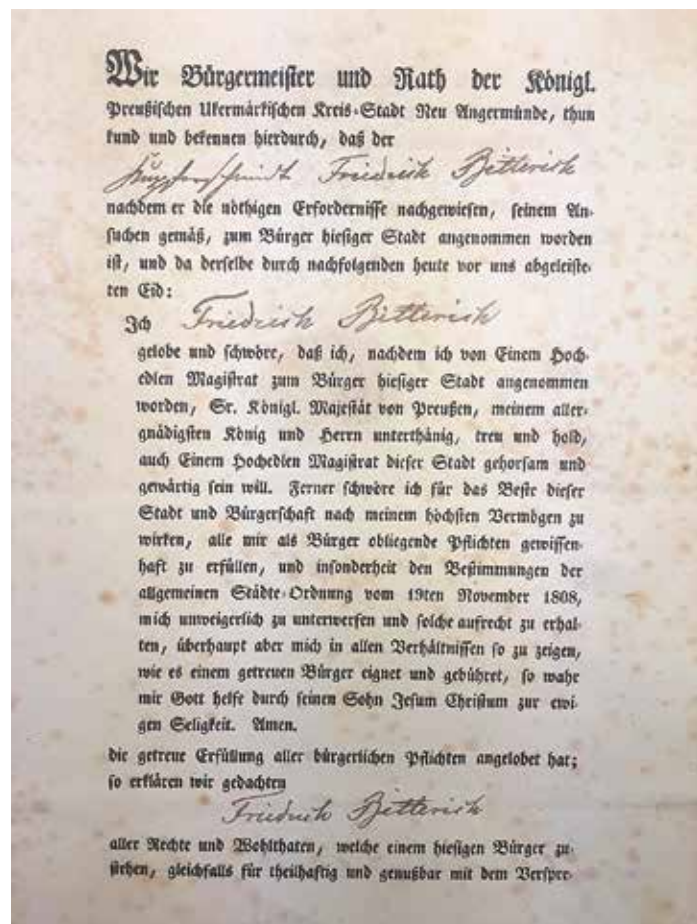 Wir Bürgermeister und Rath der Königl.
Preußischen Ukermärkischen Kreis-Stadt Neu Angermünde, thun
kund und bekennen hierdurch, daß der
Kupferschmidt Friedrich Bitterich
nachdem er die nöthigen Erfordernisse nachgewiesen, seinem An-
suchen gemäß, zum Bürger hiesiger Stadt angenommen worden
ist, und da derselbe durch nachfolgenden heute vor uns abgeleiste-
ten Eid:
Ich Friedrich Bitterich
gelobe und schwöre, daß ich, nachdem ich von Einem Hoch-
edlen Magistrat zum Bürger hiesiger Stadt angenommen
worden, Sr. Königl. Majestät von Preußen, meinem aller-
gnädigsten König und Herrn unterthänig, treu und hold,
auch Einem Hochedlen Magistrat dieser Stadt gehorsam und
gewärtig sein will. Ferner schwöre ich für das Beste dieser
Stadt und Bürgerschaft nach meinem höchsten Vermögen zu
wirken, alle mir als Bürger obliegende Pflichten gewissen-
haft zu erfüllen, und insonderheit den Bestimmungen der
allgemeinen Städte-Ordnung vom 19ten November 1808,
mich unweigerlich zu unterwerfen und solche aufrecht zu erhal-
ten, überhaupt aber mich in allen Verhältnissen so zu zeigen,
wie es einem getreuen Bürger eignet und gebühret, so wahr
mir Gott helfe durch seinen Sohn Jesum Christum zur ewi-
gen Seligkeit. Amen.
die getreue Erfüllung aller bürgerlichen Pflichten angelobet hat;
so erklären wir gedachten
Friedrich Bitterich
aller Rechte und Wohlthaten, welche einem hiesigen Bürger zu-
stehen, gleichfalls für theilhaftig und genußbar mit dem Verspre-